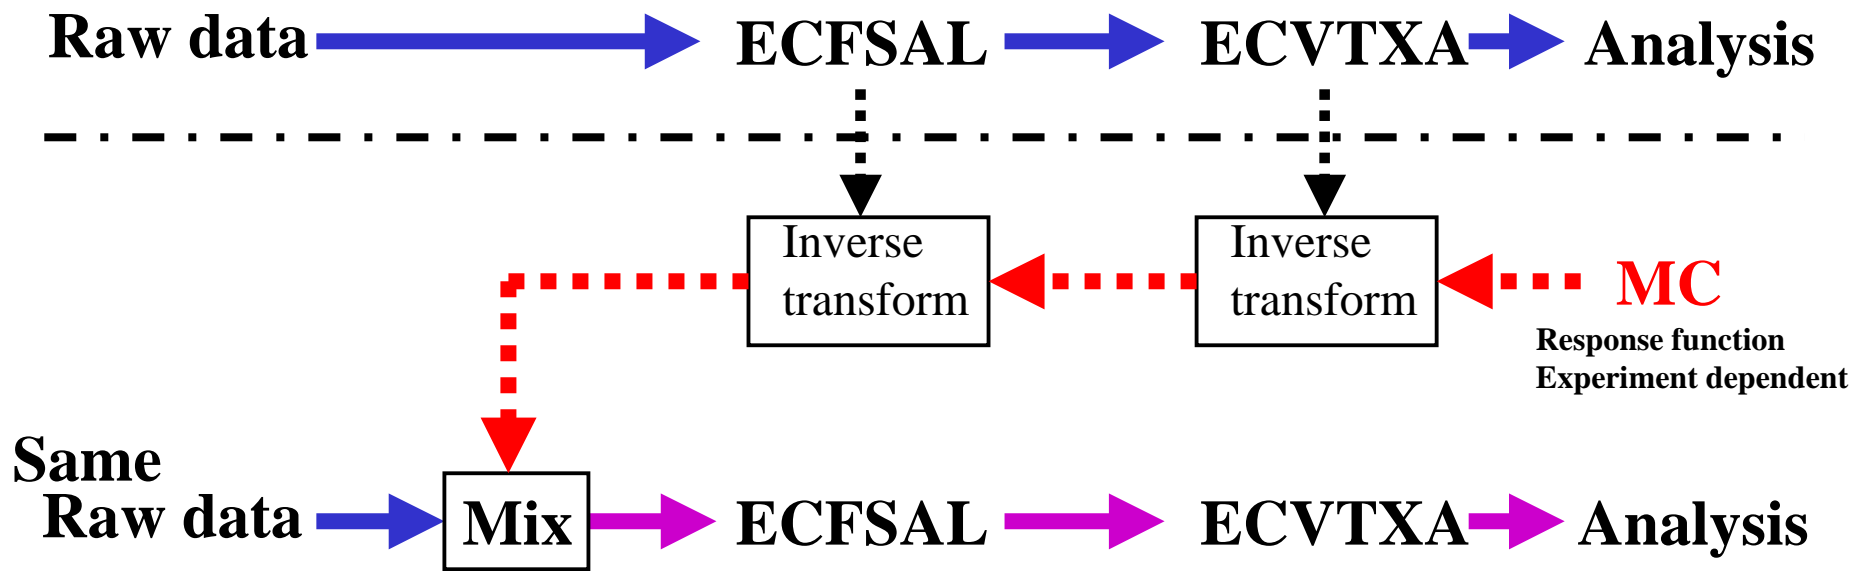 Raw data ECFSAL ECVTXA Analysis
Inverse
transform
Inverse
transform
MC
Response function
Experiment dependent
Same
Raw data Mix ECFSAL ECVTXA Analysis